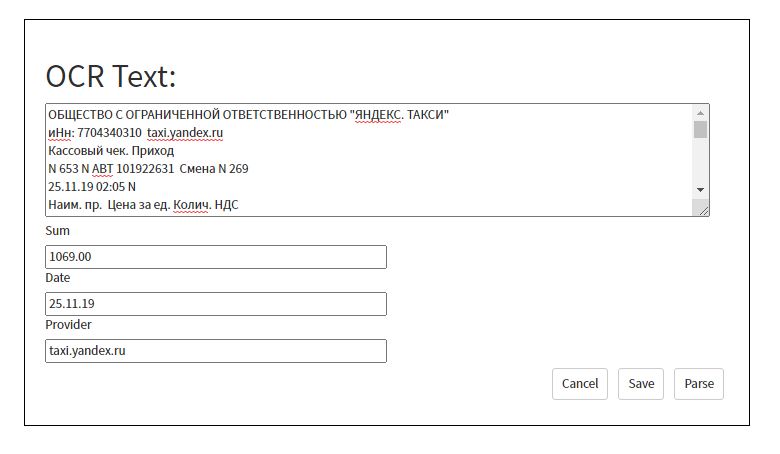 OCR Text:
ОБЩЕСТВО С ОГРАНИЧЕННОЙ ОТВЕТСТВЕННОСТЬЮ "ЯНДЕКС. ТАКСИ"
иНн: 7704340310 taxi.yandex.ru
Кассовый чек. Приход
N 653 N АВТ 101922631 Смена N 269
25.11.19 02:05 N
Наим. пр. Цена за ед. Колич. НДС
Sum
1069.00
Date
25.11.19
Provider
taxi.yandex.ru
Cancel Save Parse